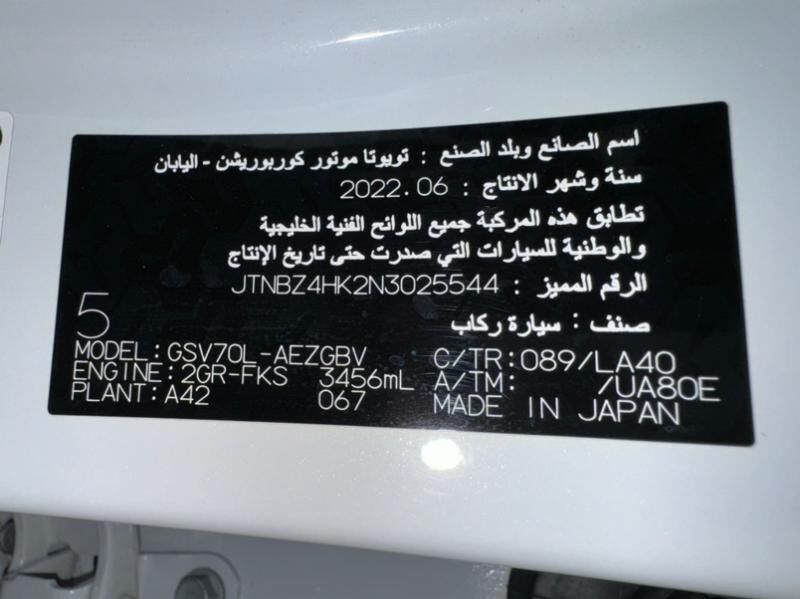 اسم الصانع وبلد الصنع : تويوتا موتور كوربوريشن - اليابان
سنة وشهر الانتاج : 2022.06
تطابق هذه المركبة جميع اللوائح الفنية الخليجية
والوطنية للسيارات التي صدرت حتى تاريخ الإنتاج
الرقم المميز : JTNBZ4HK2N3025544
صنف : سيارة ركاب
5
MODEL:GSV70L-AEZGBV C/TR:089/LA40
ENGINE:2GR-FKS 3456mL A/TM: /UA80E
PLANT:A42 067 MADE IN JAPAN